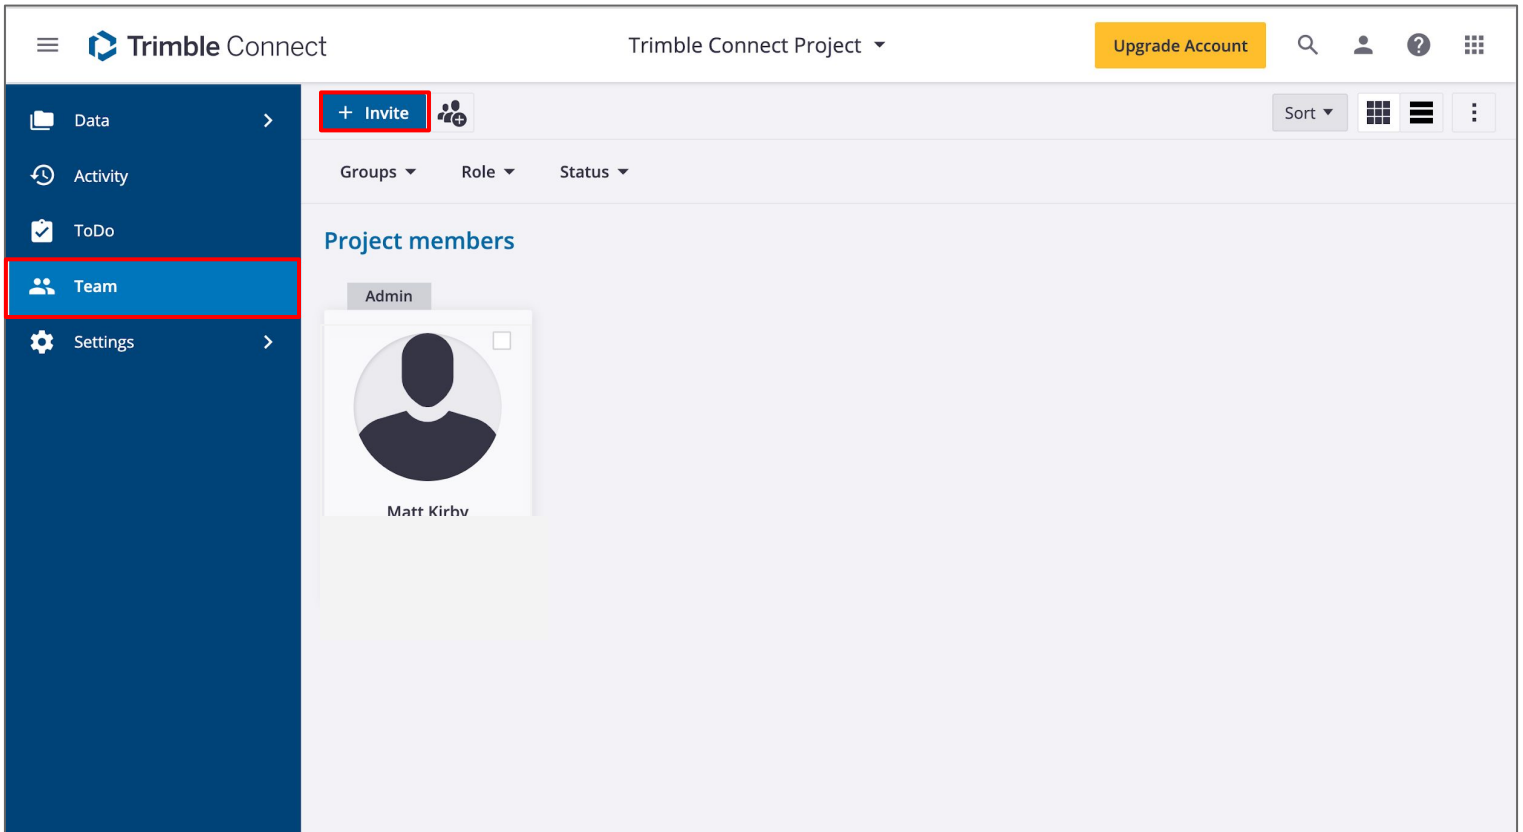 Trimble Connect
Trimble Connect Project
Upgrade Account
?
Data
Activity
ToDo
Team
Settings
+ Invite
Sort
Groups
Role
Status
Project members
Admin
Matt Kirby